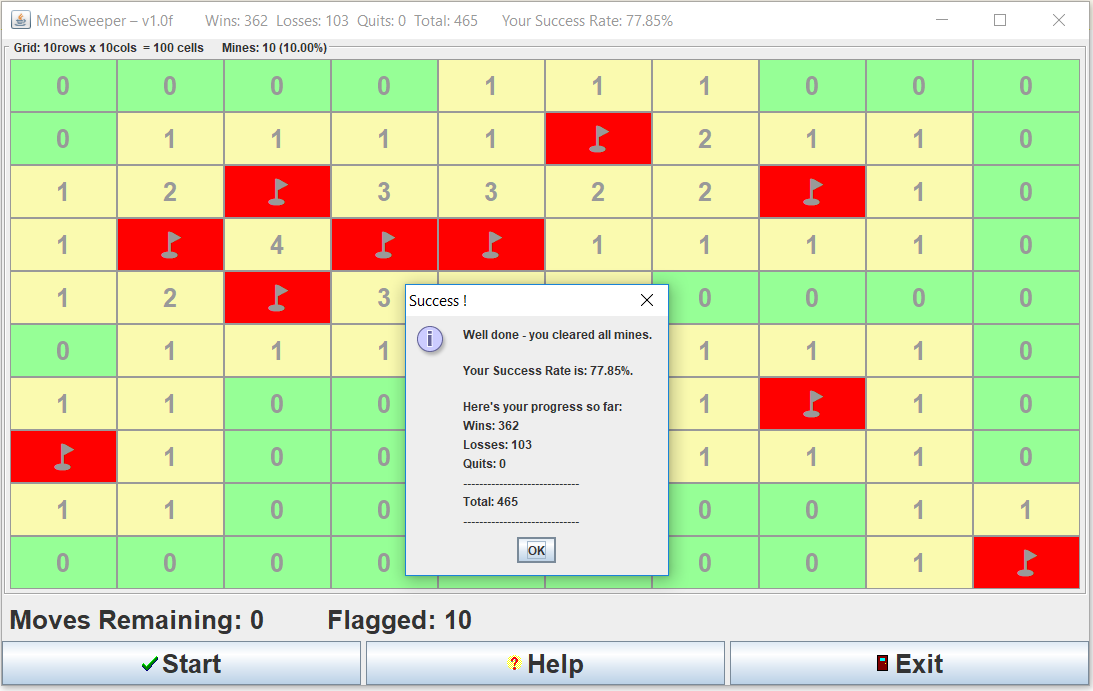 MineSweeper – v1.0f Wins: 362 Losses: 103 Quits: 0 Total: 465 Your Success Rate: 77.85%
Grid: 10rows x 10cols = 100 cells Mines: 10 (10.00%)
0 0 0 0 1 1 1 0 0 0
0 1 1 1 1 2 1 1 0
1 2 3 3 2 2 1 0
1 4 1 1 1 1 0
1 2 3 0 0 0 0
0 1 1 1 1 1 1 0
1 1 0 0 1 1 0
1 0 0 1 1 1 0
1 1 0 0 0 0 1 1
0 0 0 0 0 0 1
Success !
Well done - you cleared all mines.
Your Success Rate is: 77.85%.
Here's your progress so far:
Wins: 362
Losses: 103
Quits: 0
-----------------------------
Total: 465
-----------------------------
OK
Moves Remaining: 0 Flagged: 10
Start ? Help Exit